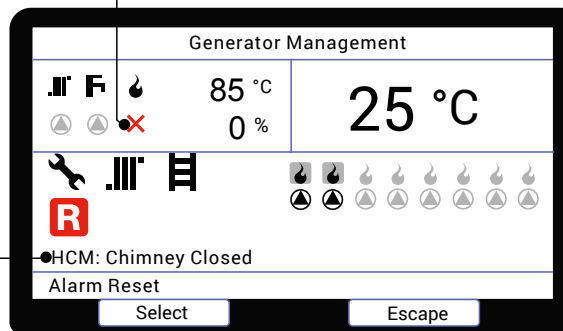 Generator Management
85 °C
0 %
25 °C
R
HCM: Chimney Closed
Alarm Reset
Select
Escape